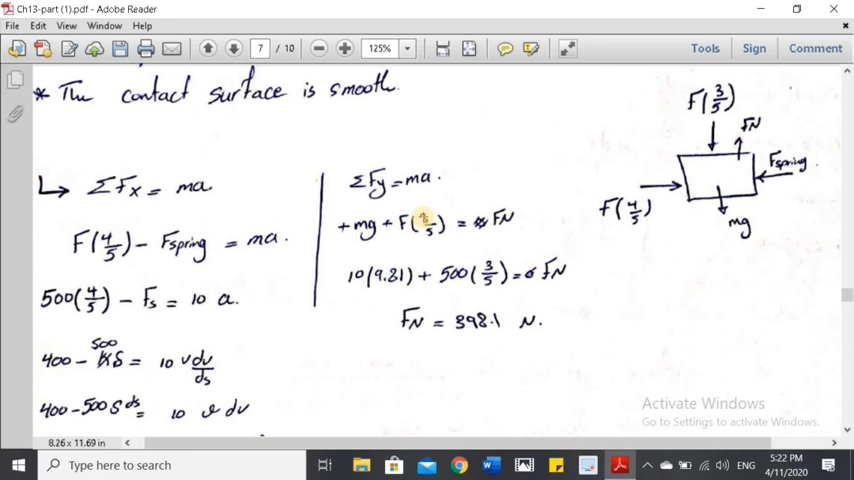 Ch13-part (1).pdf - Adobe Reader
File Edit View Window Help
7 / 10 125% Tools Sign Comment
* The contact surface is smooth.
ΣFx = ma
F(4/5) - Fspring = ma.
500(4/5) - Fs = 10 a.
500
400 - KS = 10 vdv/ds
400-500 S ds = 10 v dv
ΣFy = ma.
+mg + F(3/5) = FN
10(9.81) + 500(3/5) = FN
FN = 398.1 N.
F(3/5)
FN
Fspring
F(4/5)
mg
Activate Windows
Go to Settings to activate Windows.
8.26 x 11.69 in
Type here to search
ENG
5:22 PM
4/11/2020